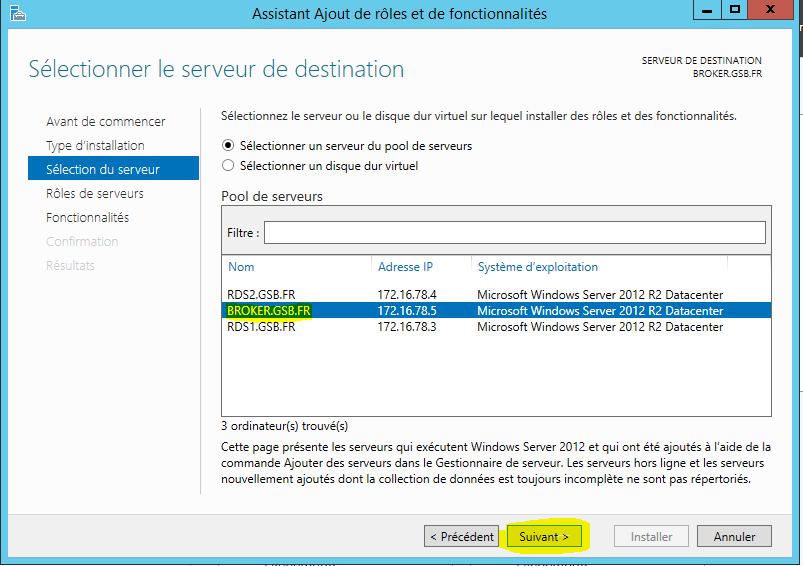 Assistant Ajout de rôles et de fonctionnalités
Sélectionner le serveur de destination
SERVEUR DE DESTINATION
BROKER.GSB.FR
Avant de commencer
Type d'installation
Sélection du serveur
Rôles de serveurs
Fonctionnalités
Confirmation
Résultats
Sélectionnez le serveur ou le disque dur virtuel sur lequel installer des rôles et des fonctionnalités.
Sélectionner un serveur du pool de serveurs
Sélectionner un disque dur virtuel
Pool de serveurs
Filtre :
Nom Adresse IP Système d'exploitation
RDS2.GSB.FR 172.16.78.4 Microsoft Windows Server 2012 R2 Datacenter
BROKER.GSB.FR 172.16.78.5 Microsoft Windows Server 2012 R2 Datacenter
RDS1.GSB.FR 172.16.78.3 Microsoft Windows Server 2012 R2 Datacenter
3 ordinateur(s) trouvé(s)
Cette page présente les serveurs qui exécutent Windows Server 2012 et qui ont été ajoutés à l'aide de la
commande Ajouter des serveurs dans le Gestionnaire de serveur. Les serveurs hors ligne et les serveurs
nouvellement ajoutés dont la collection de données est toujours incomplète ne sont pas répertoriés.
< Précédent Suivant > Installer Annuler